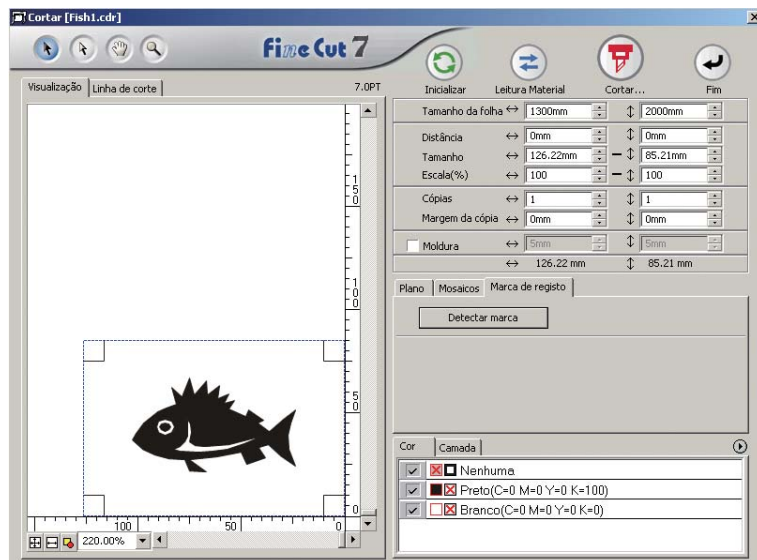 Cortar [Fish1.cdr]
Fine Cut 7
Inicializar Leitura Material Cortar... Fim
Visualização Linha de corte 7.0PT
Tamanho da folha 1300mm 2000mm
Distância 0mm 0mm
Tamanho 126.22mm 85.21mm
Escala(%) 100 100
Cópias 1 1
Margem da cópia 0mm 0mm
Moldura 5mm 5mm
126.22 mm 85.21 mm
Plano Mosaicos Marca de registo
Detectar marca
150
100
50
0
100 50 0
220.00%
Cor Camada
Nenhuma
Preto(C=0 M=0 Y=0 K=100)
Branco(C=0 M=0 Y=0 K=0)